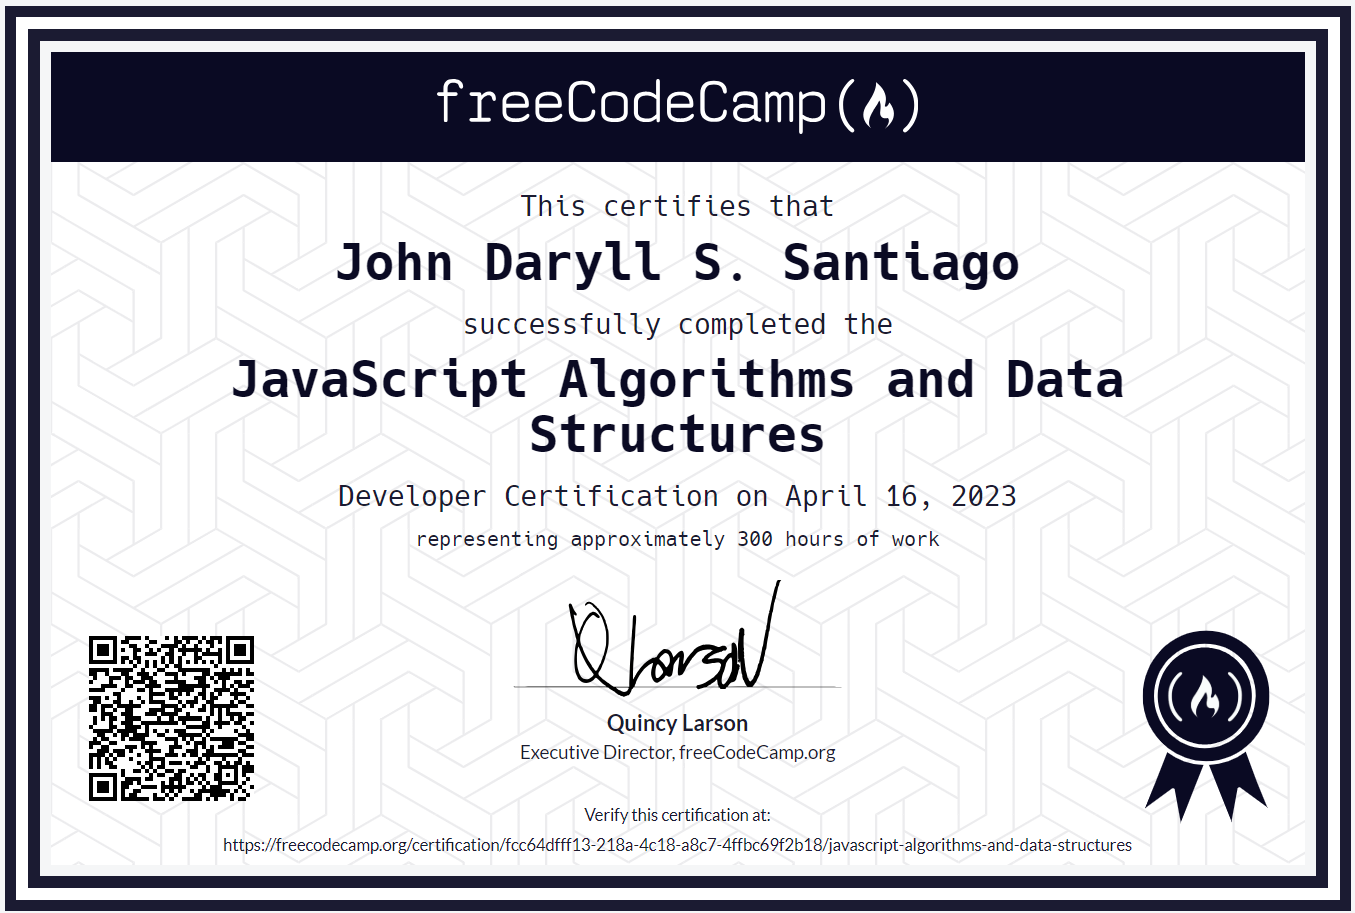 freeCodeCamp(🔥)
This certifies that
John Daryll S. Santiago
successfully completed the
JavaScript Algorithms and Data
Structures
Developer Certification on April 16, 2023
representing approximately 300 hours of work
Q Larson
Quincy Larson
Executive Director, freeCodeCamp.org
Verify this certification at:
https://freecodecamp.org/certification/fcc64dfff13-218a-4c18-a8c7-4ffbc69f2b18/javascript-algorithms-and-data-structures